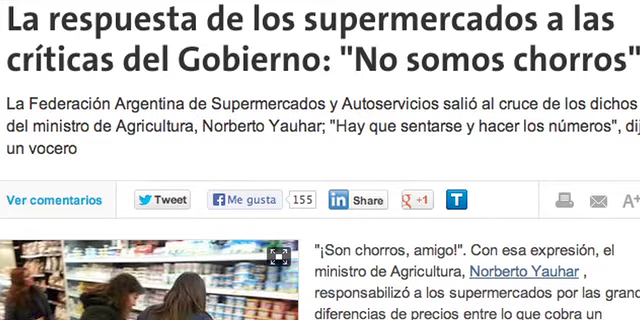 La respuesta de los supermercados a las
críticas del Gobierno: "No somos chorros"
La Federación Argentina de Supermercados y Autoservicios salió al cruce de los dichos
del ministro de Agricultura, Norberto Yauhar; "Hay que sentarse y hacer los números",
un vocero
Ver comentarios
Tweet
Me gusta
155
in Share
g +1
T
A+
"¡Son chorros, amigo!". Con esa expresión, el
ministro de Agricultura, Norberto Yauhar ,
responsabilizó a los supermercados por las
diferencias de precios entre lo que cobra un